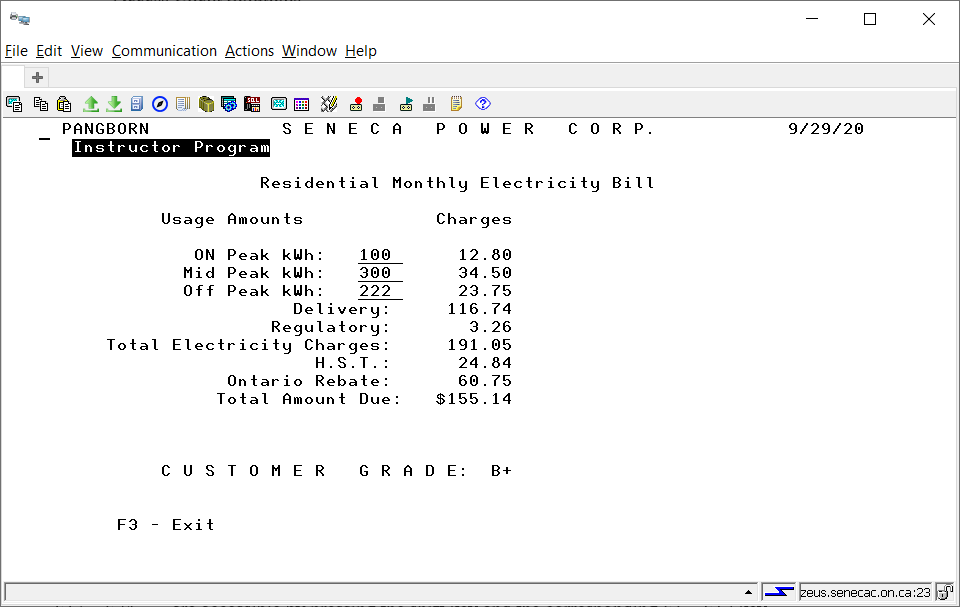 File Edit View Communication Actions Window Help
PANGBORN S E N E C A P O W E R C O R P. 9/29/20
Instructor Program
Residential Monthly Electricity Bill
Usage Amounts Charges
ON Peak kWh: 100 12.80
Mid Peak kWh: 300 34.50
Off Peak kWh: 222 23.75
Delivery: 116.74
Regulatory: 3.26
Total Electricity Charges: 191.05
H.S.T.: 24.84
Ontario Rebate: 60.75
Total Amount Due: $155.14
C U S T O M E R G R A D E: B+
F3 - Exit
zeus.senecac.on.ca:23